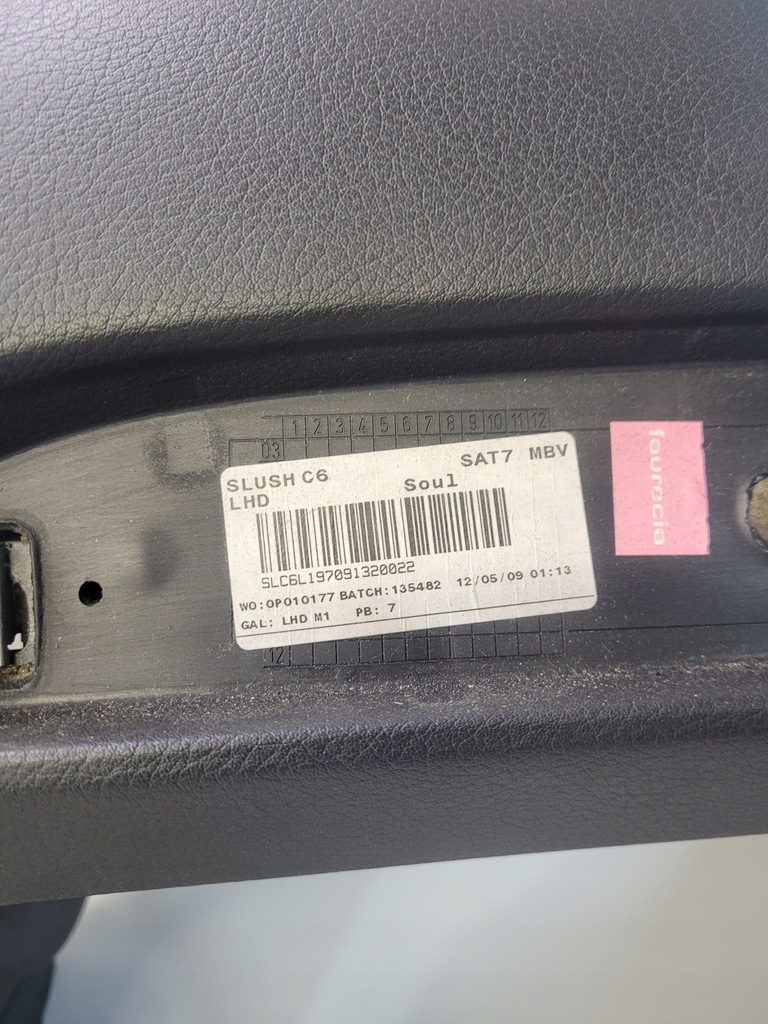 1 2 3 4 5 6 7 8 9 10 11 12
03
SLUSH C6 SAT7 MBV
LHD Soul
SLC6L197091320022
WO:0P010177 BATCH:135482 12/05/09 01:13
GAL: LHD M1 PB: 7
12
faurecia